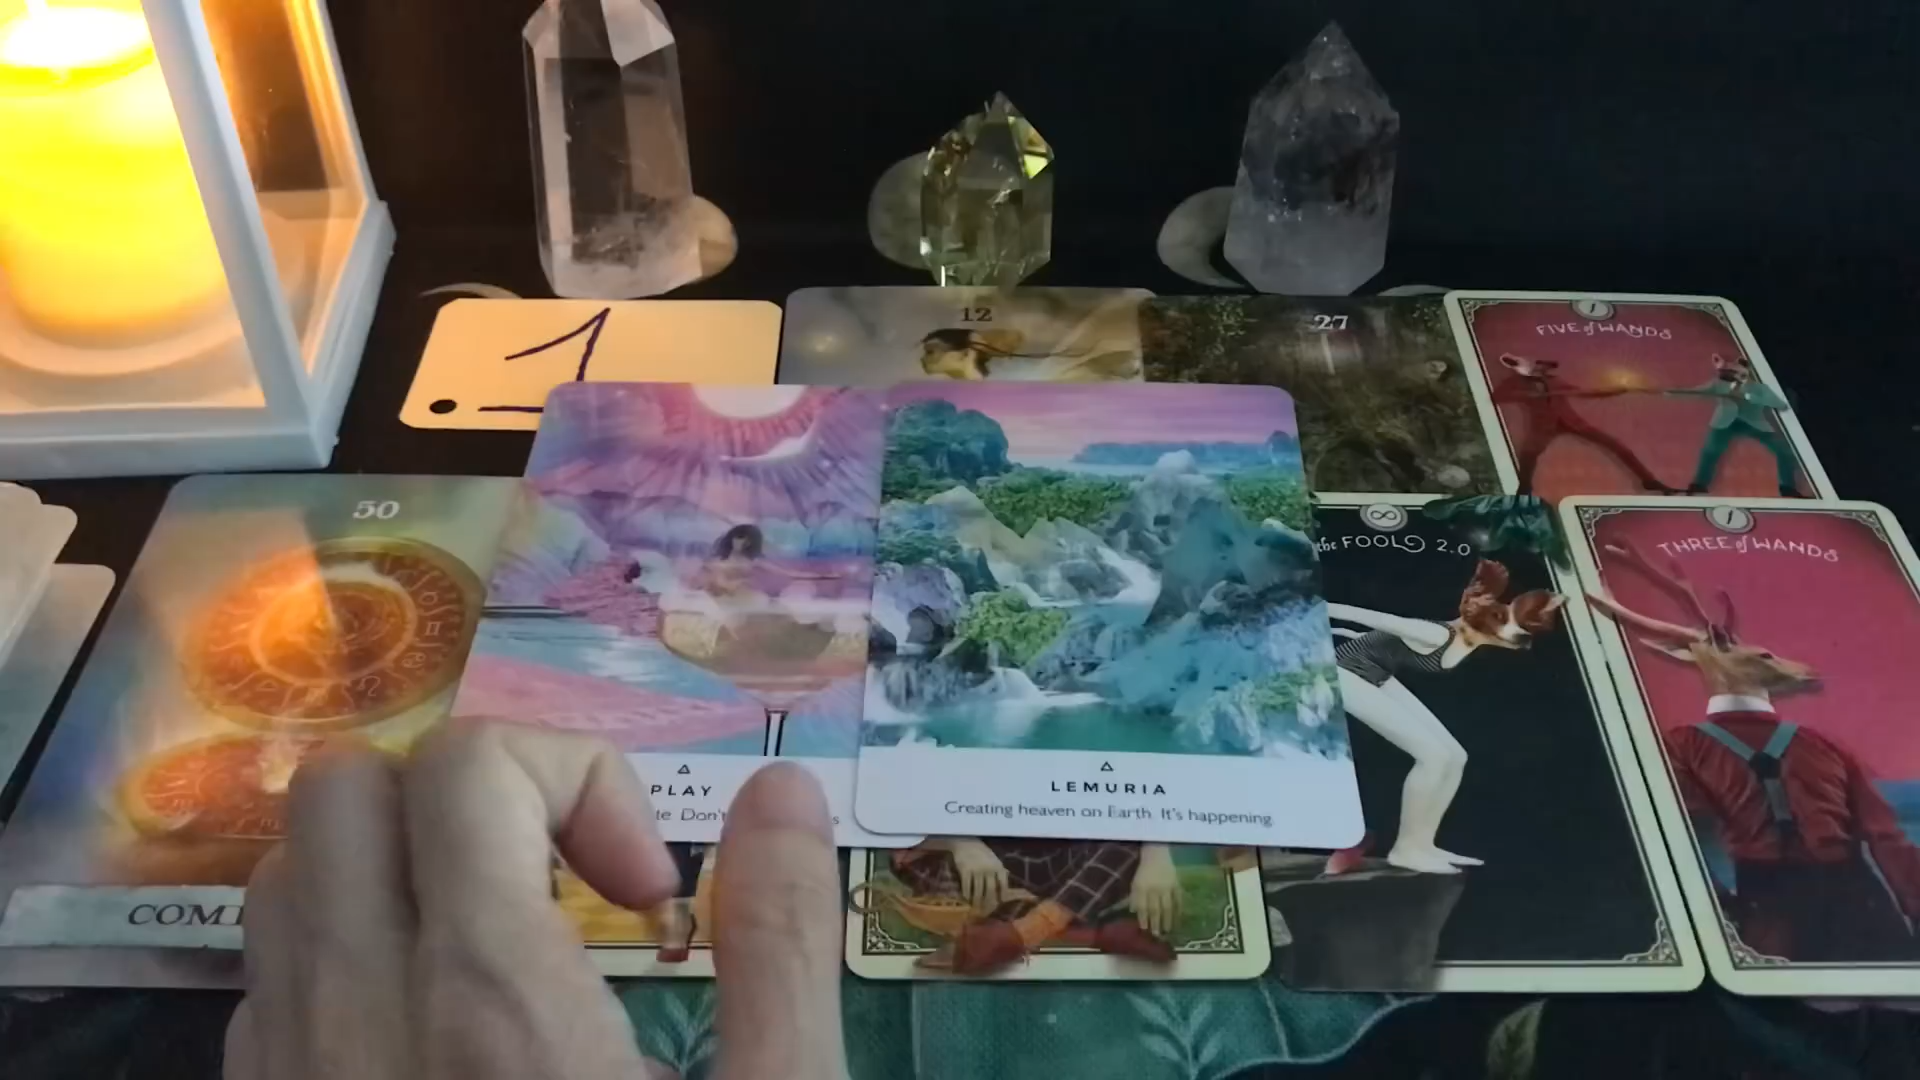 1
12
27
FIVE of WANDS
50
the FOOL 2.0
THREE of WANDS
PLAY
Don't
LEMURIA
Creating heaven on Earth. It's happening.